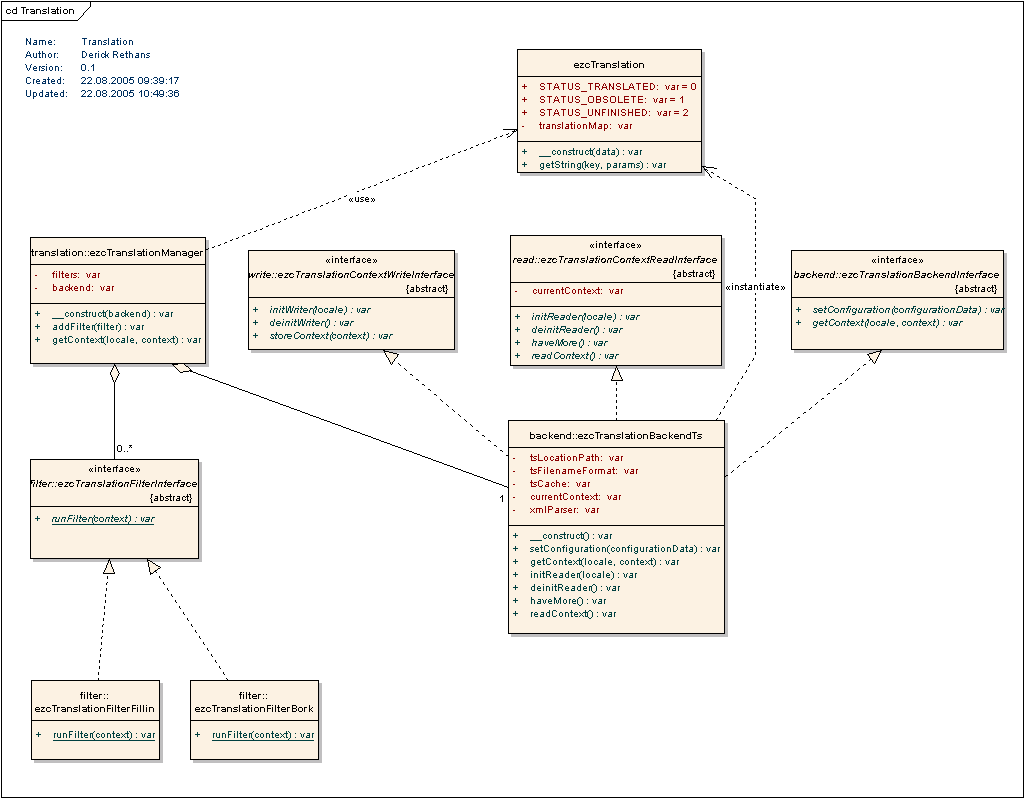 cd Translation
Name: Translation
Author: Derick Rethans
Version: 0.1
Created: 22.08.2005 09:39:17
Updated: 22.08.2005 10:49:36
ezcTranslation
+ STATUS_TRANSLATED: var = 0
+ STATUS_OBSOLETE: var = 1
+ STATUS_UNFINISHED: var = 2
- translationMap: var
+ __construct(data) : var
+ getString(key, params) : var
«use»
translation::ezcTranslationManager
- filters: var
- backend: var
+ __construct(backend) : var
+ addFilter(filter) : var
+ getContext(locale, context) : var
«interface»
write::ezcTranslationContextWriteInterface
{abstract}
+ initWriter(locale) : var
+ deinitWriter() : var
+ storeContext(context) : var
«interface»
read::ezcTranslationContextReadInterface
{abstract}
- currentContext: var
+ initReader(locale) : var
+ deinitReader() : var
+ haveMore() : var
+ readContext() : var
«instantiate»
«interface»
backend::ezcTranslationBackendInterface
{abstract}
+ setConfiguration(configurationData) : var
+ getContext(locale, context) : var
0..*
1
«interface»
filter::ezcTranslationFilterInterface
{abstract}
+ runFilter(context) : var
backend::ezcTranslationBackendTs
- tsLocationPath: var
- tsFilenameFormat: var
- tsCache: var
- currentContext: var
- xmlParser: var
+ __construct() : var
+ setConfiguration(configurationData) : var
+ getContext(locale, context) : var
+ initReader(locale) : var
+ deinitReader() : var
+ haveMore() : var
+ readContext() : var
filter::
ezcTranslationFilterFillin
+ runFilter(context) : var
filter::
ezcTranslationFilterBork
+ runFilter(context) : var